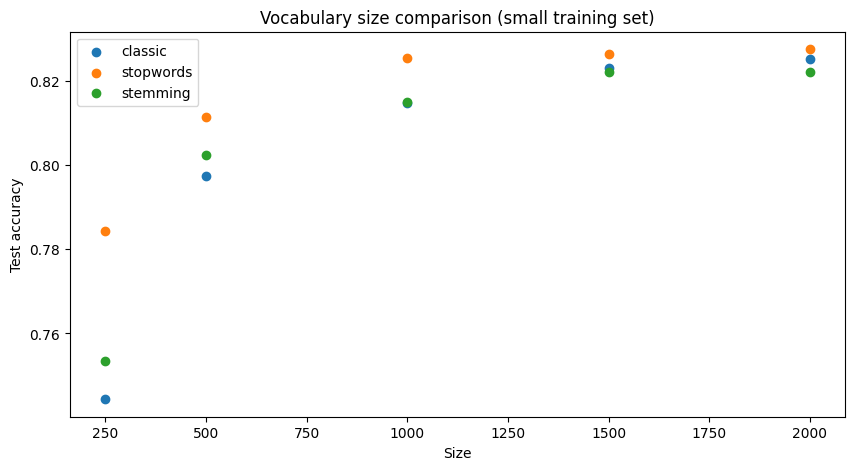 Vocabulary size comparison (small training set)
classic
stopwords
stemming
Test accuracy
0.82
0.80
0.78
0.76
250
500
750
1000
1250
1500
1750
2000
Size